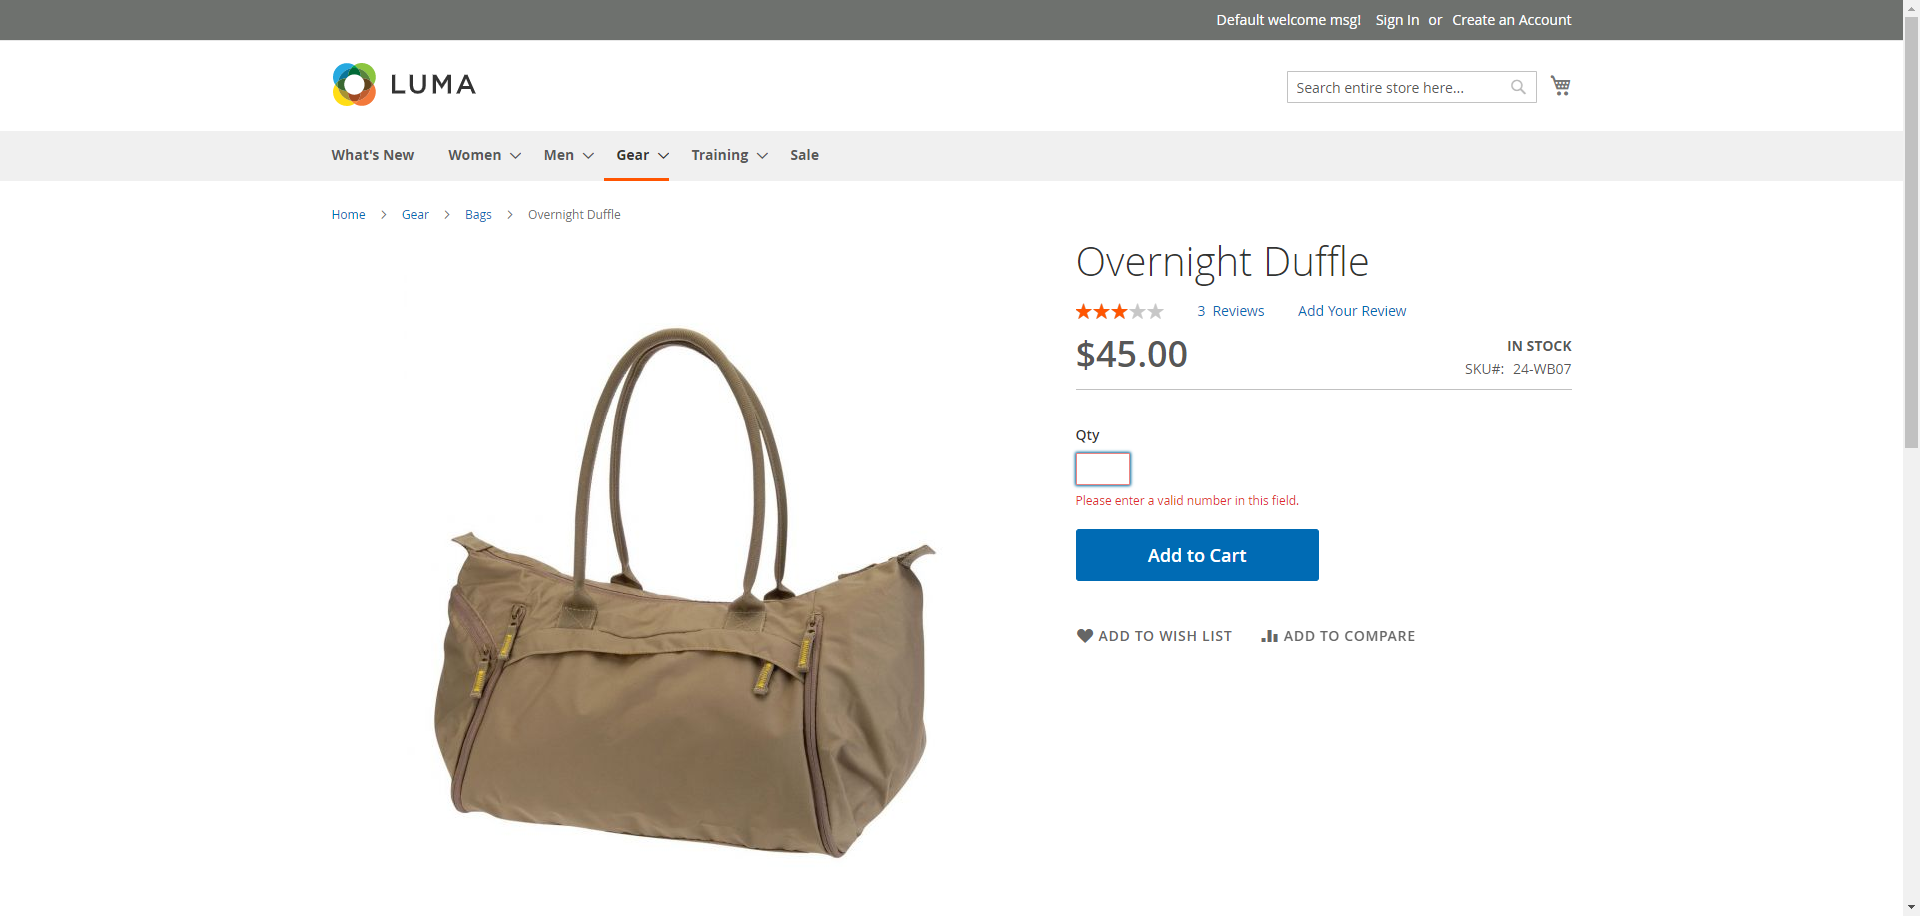 Default welcome msg! Sign In or Create an Account
LUMA
Search entire store here...
What's New Women Men Gear Training Sale
Home Gear Bags Overnight Duffle
Overnight Duffle
3 Reviews Add Your Review
$45.00
IN STOCK
SKU#: 24-WB07
Qty
Please enter a valid number in this field.
Add to Cart
ADD TO WISH LIST ADD TO COMPARE